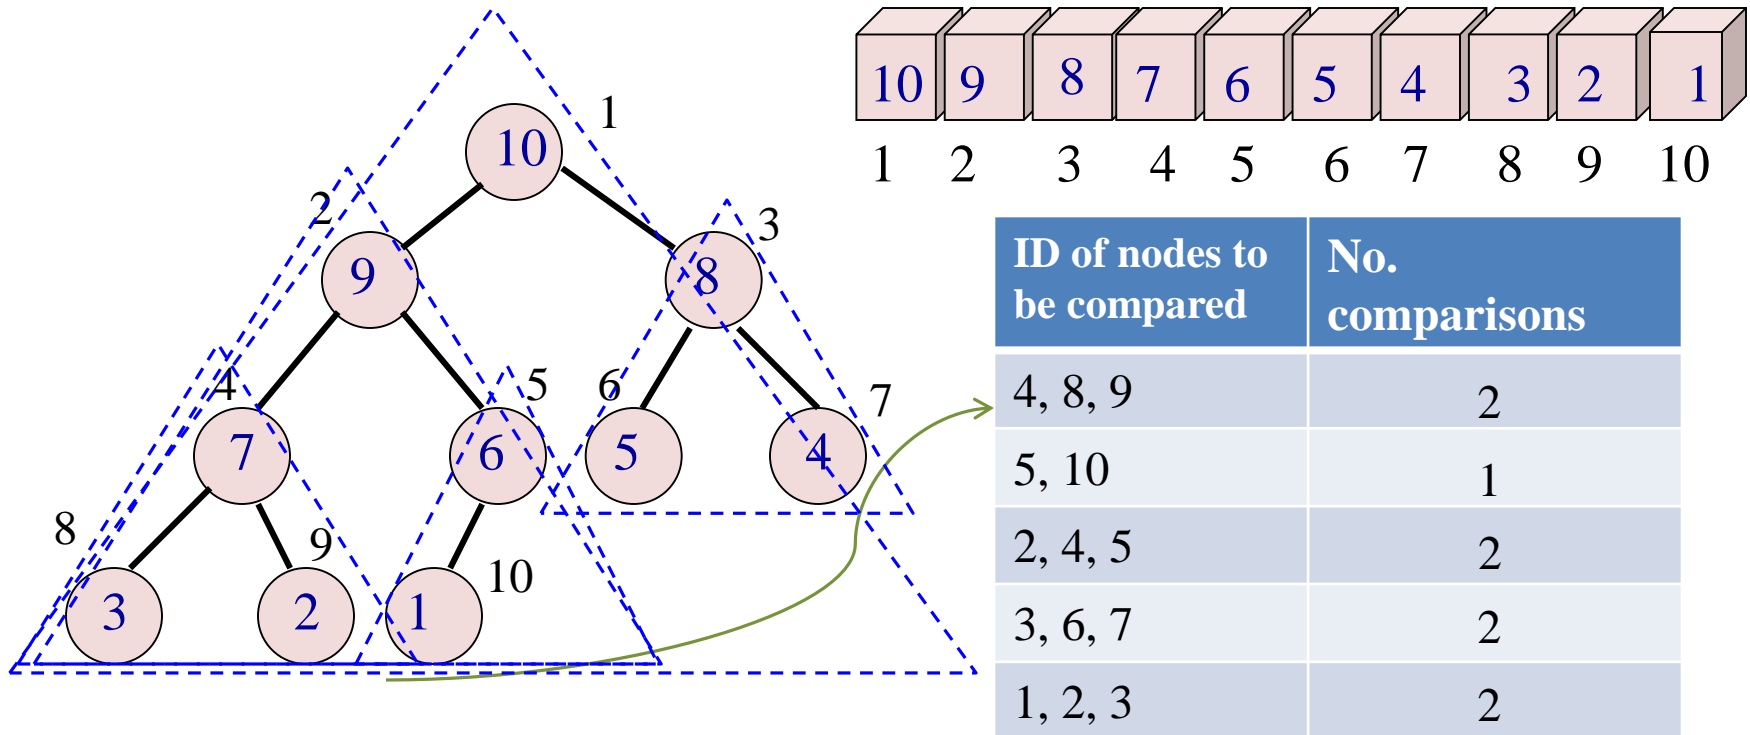 10 9 8 7 6 5 4 3 2 1
1 2 3 4 5 6 7 8 9 10
10 1
2 9 8 3
4 7 6 5 6 5 4 7
8 3 9 2 1 10
ID of nodes to be compared No. comparisons
4, 8, 9 2
5, 10 1
2, 4, 5 2
3, 6, 7 2
1, 2, 3 2